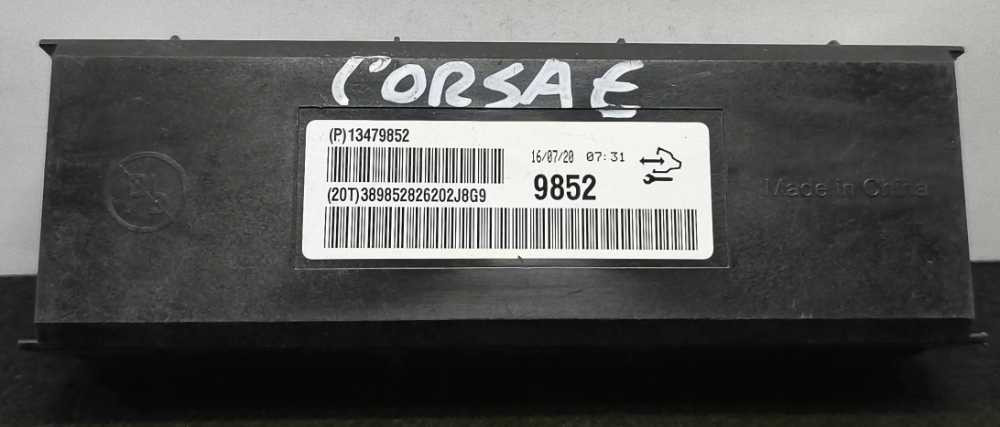 CORSA E
(P)13479852
16/07/20 07:31
(20T)389852826202J8G9
9852
Made in China